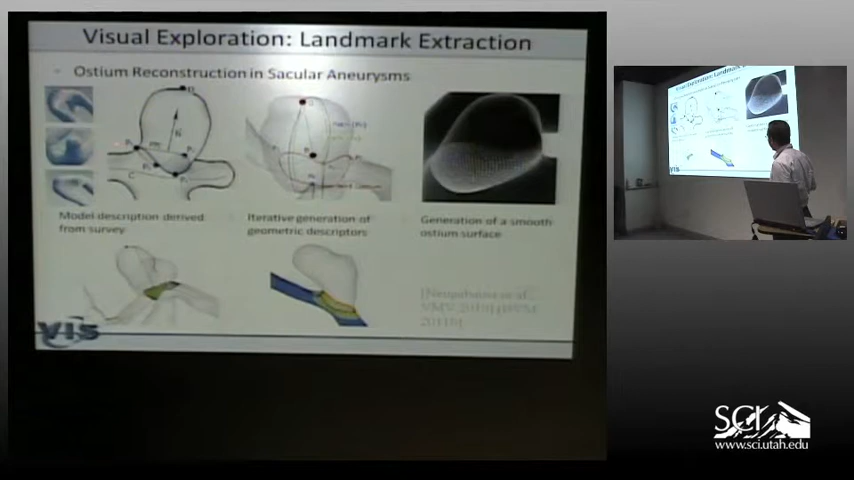 Visual Exploration: Landmark Extraction
Ostium Reconstruction in Sacular Aneurysms
Model description derived
from survey
Iterative generation of
geometric descriptors
Generation of a smooth
ostium surface
VIS
SCI
www.sci.utah.edu